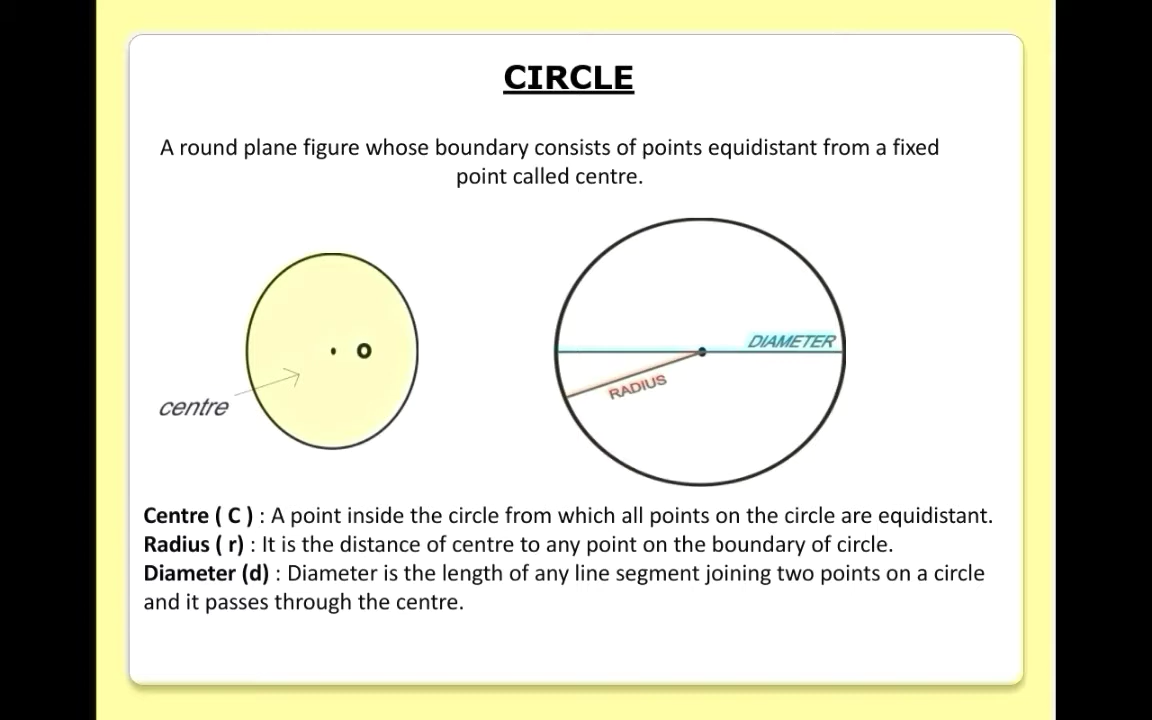 CIRCLE
A round plane figure whose boundary consists of points equidistant from a fixed
point called centre.
o
centre
DIAMETER
RADIUS
Centre ( C ) : A point inside the circle from which all points on the circle are equidistant.
Radius ( r) : It is the distance of centre to any point on the boundary of circle.
Diameter (d) : Diameter is the length of any line segment joining two points on a circle
and it passes through the centre.